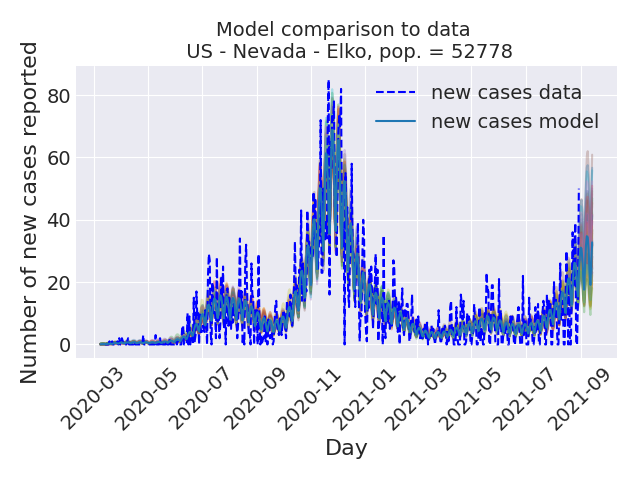 Model comparison to data
US - Nevada - Elko, pop. = 52778
Number of new cases reported
80
60
40
20
0
new cases data
new cases model
2020-03
2020-05
2020-07
2020-09
2020-11
2021-01
2021-03
2021-05
2021-07
2021-09
Day